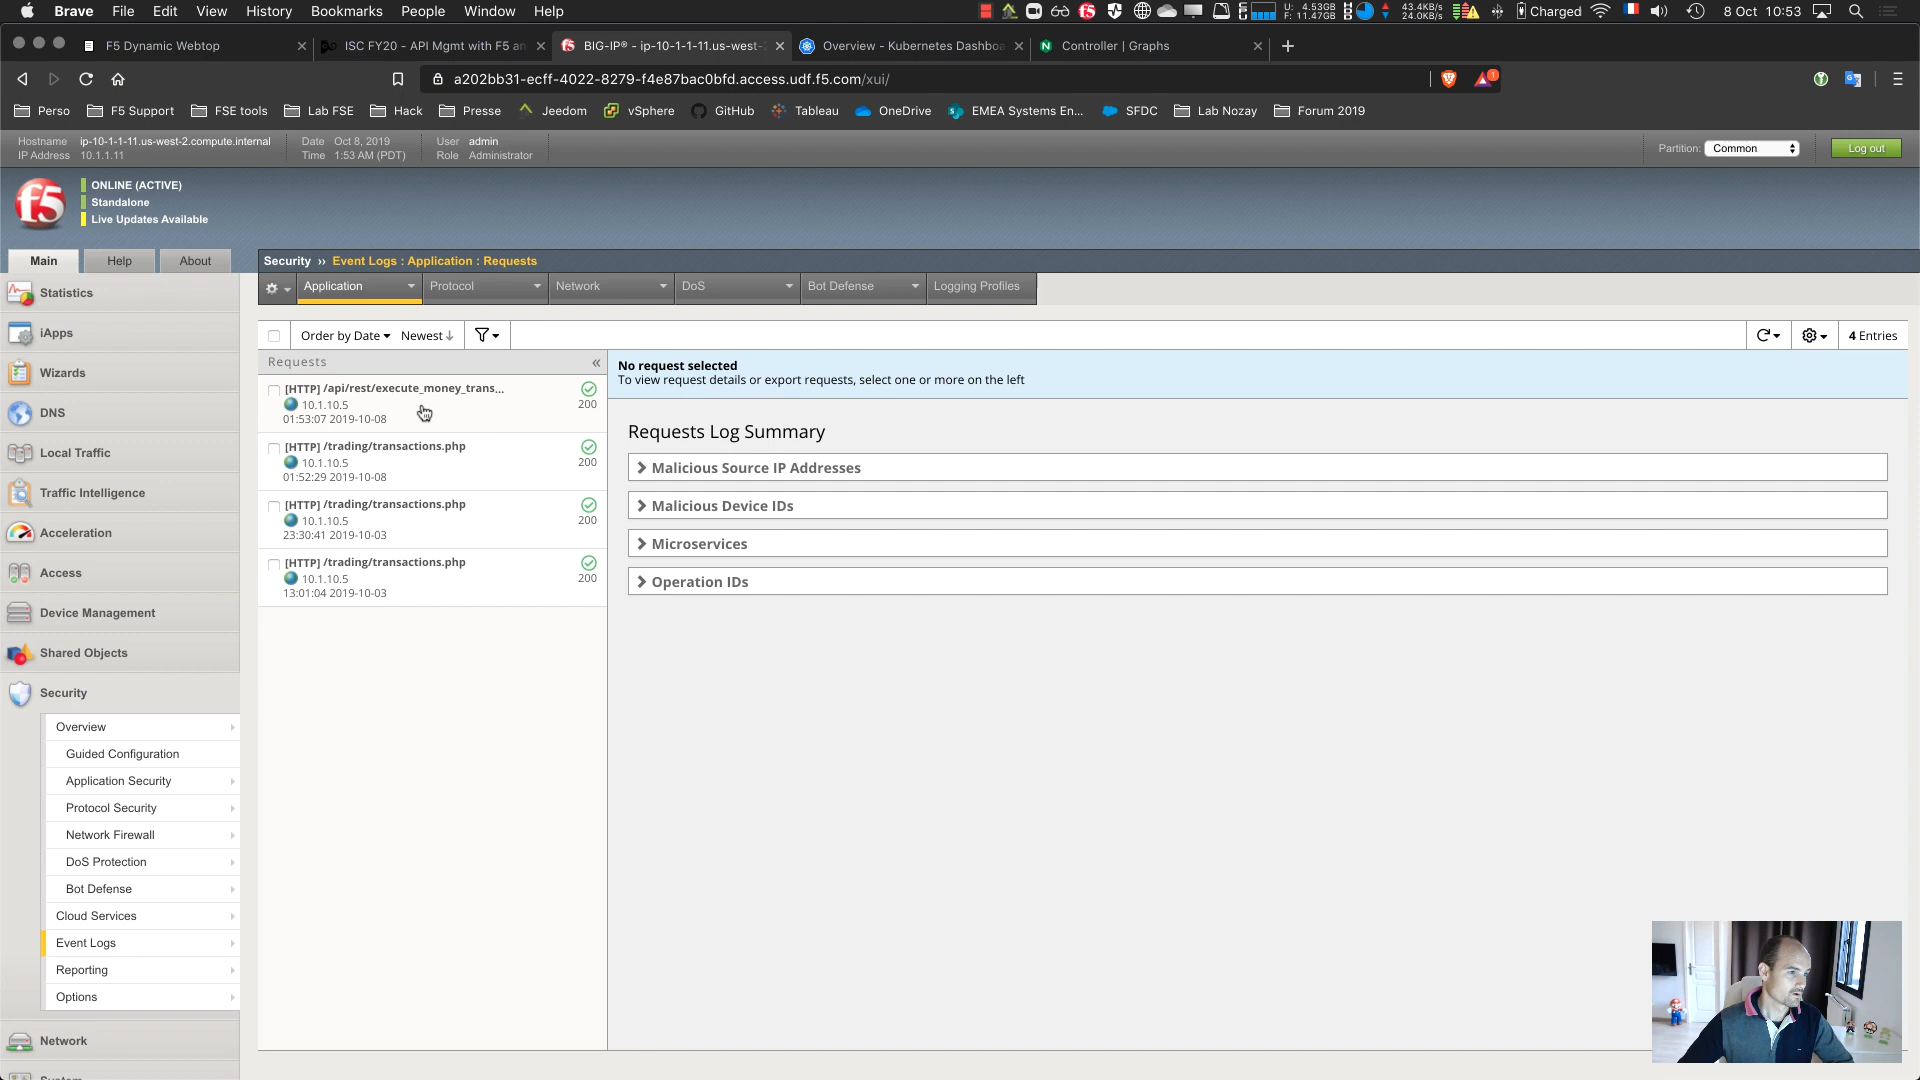 Brave File Edit View History Bookmarks People Window Help
U: 4.53GB
F: 11.47GB
43.4KB/s
24.0KB/s
Charged
8 Oct 10:53
F5 Dynamic Webtop
ISC FY20 - API Mgmt with F5 an
BIG-IP® - ip-10-1-1-11.us-west-2
Overview - Kubernetes Dashboa
Controller | Graphs
a202bb31-ecff-4022-8279-f4e87bac0bfd.access.udf.f5.com/xui/
1
Perso F5 Support FSE tools Lab FSE Hack Presse Jeedom vSphere GitHub Tableau OneDrive EMEA Systems En... SFDC Lab Nozay Forum 2019
Hostname ip-10-1-1-11.us-west-2.compute.internal
IP Address 10.1.1.11
Date Oct 8, 2019
Time 1:53 AM (PDT)
User admin
Role Administrator
Partition: Common
Log out
f5
ONLINE (ACTIVE)
Standalone
Live Updates Available
Main Help About
Security ›› Event Logs : Application : Requests
Application Protocol Network DoS Bot Defense Logging Profiles
Statistics
iApps
Wizards
DNS
Local Traffic
Traffic Intelligence
Acceleration
Access
Device Management
Shared Objects
Security
Overview
Guided Configuration
Application Security
Protocol Security
Network Firewall
DoS Protection
Bot Defense
Cloud Services
Event Logs
Reporting
Options
Network
System
Order by Date Newest
4 Entries
Requests «
[HTTP] /api/rest/execute_money_trans...
10.1.10.5 200
01:53:07 2019-10-08
[HTTP] /trading/transactions.php
10.1.10.5 200
01:52:29 2019-10-08
[HTTP] /trading/transactions.php
10.1.10.5 200
23:30:41 2019-10-03
[HTTP] /trading/transactions.php
10.1.10.5 200
13:01:04 2019-10-03
No request selected
To view request details or export requests, select one or more on the left
Requests Log Summary
Malicious Source IP Addresses
Malicious Device IDs
Microservices
Operation IDs